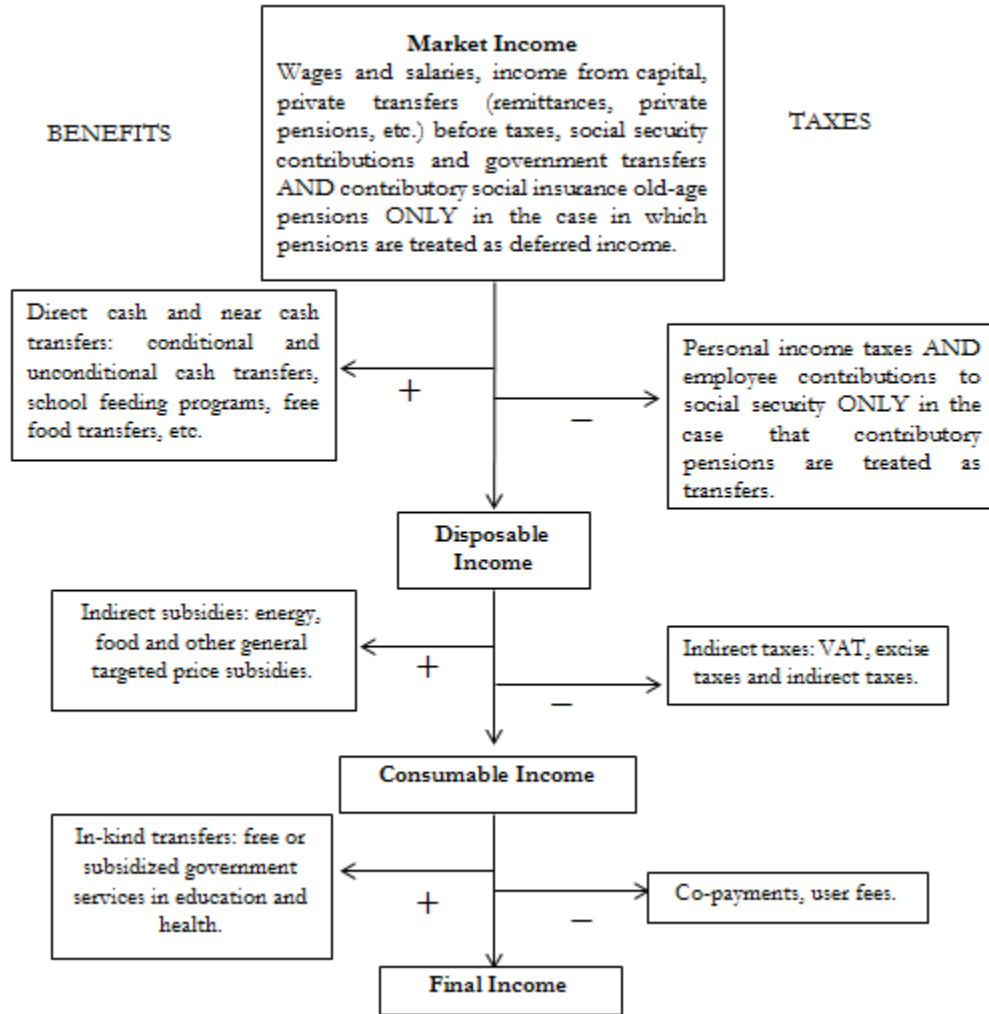 Market Income
Wages and salaries, income from capital,
private transfers (remittances, private
pensions, etc.) before taxes, social security
contributions and government transfers
AND contributory social insurance old-age
pensions ONLY in the case in which
pensions are treated as deferred income.
BENEFITS
TAXES
Direct cash and near cash
transfers: conditional and
unconditional cash transfers,
school feeding programs, free
food transfers, etc.
+
Personal income taxes AND
employee contributions to
social security ONLY in the
case that contributory
pensions are treated as
transfers.
−
Disposable
Income
Indirect subsidies: energy,
food and other general
targeted price subsidies.
+
Indirect taxes: VAT, excise
taxes and indirect taxes.
−
Consumable Income
In-kind transfers: free or
subsidized government
services in education and
health.
+
Co-payments, user fees.
−
Final Income